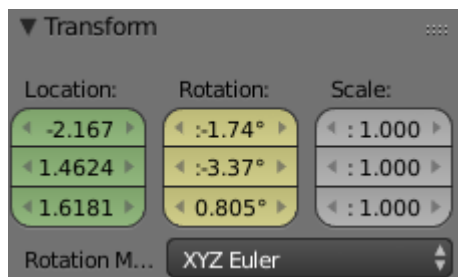 Transform
Location: Rotation: Scale:
-2.167 :-1.74° : 1.000
1.4624 :-3.37° : 1.000
1.6181 0.805° : 1.000
Rotation M... XYZ Euler